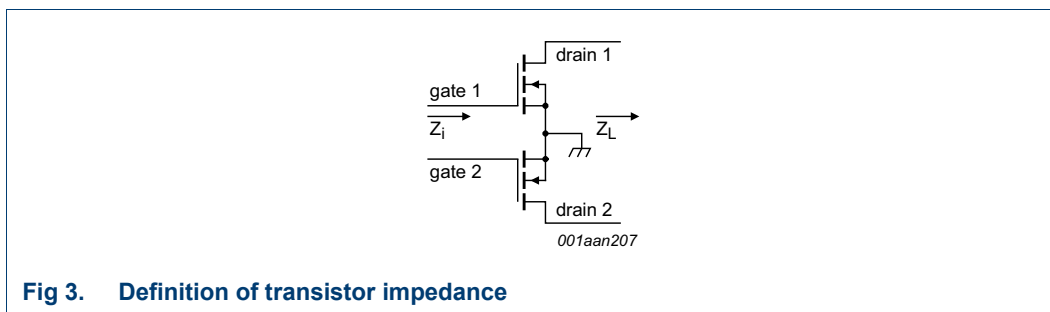 drain 1
gate 1
Zi
ZL
gate 2
drain 2
001aan207
Fig 3. Definition of transistor impedance